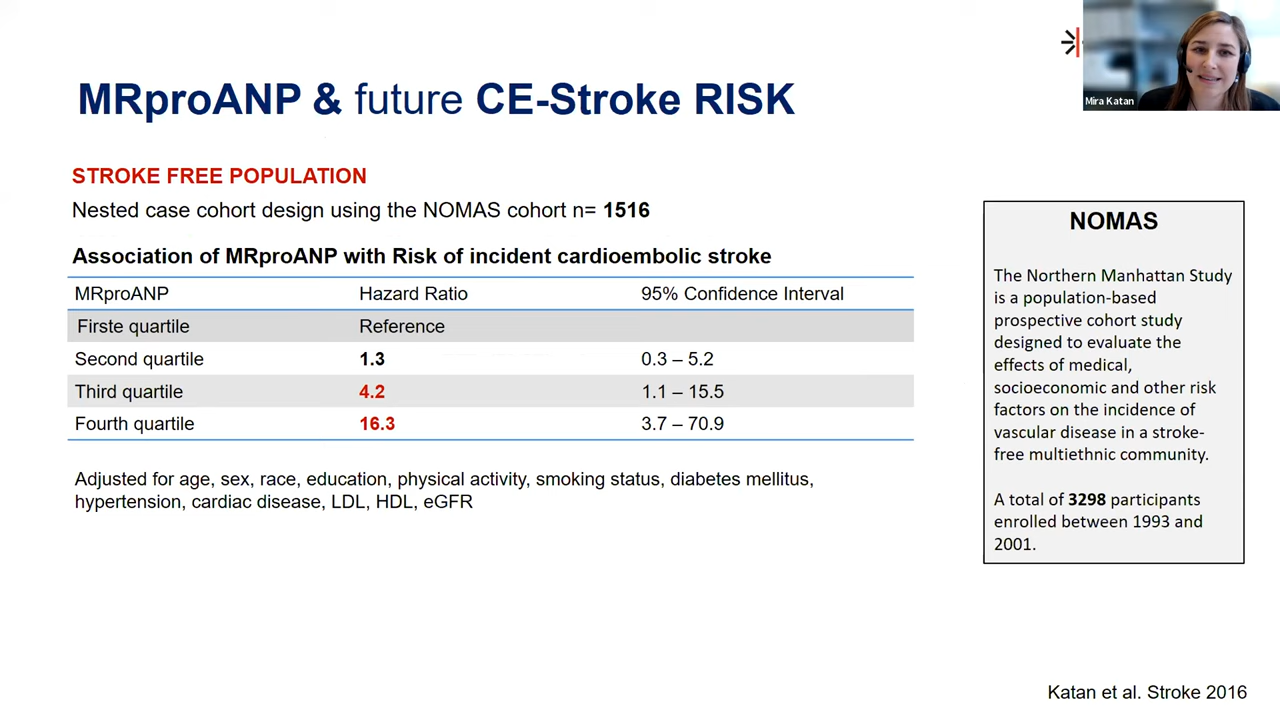 MRproANP & future CE-Stroke RISK
Mira Katan
STROKE FREE POPULATION
Nested case cohort design using the NOMAS cohort n= 1516
Association of MRproANP with Risk of incident cardioembolic stroke
MRproANP Hazard Ratio 95% Confidence Interval
Firste quartile Reference
Second quartile 1.3 0.3 – 5.2
Third quartile 4.2 1.1 – 15.5
Fourth quartile 16.3 3.7 – 70.9
Adjusted for age, sex, race, education, physical activity, smoking status, diabetes mellitus,
hypertension, cardiac disease, LDL, HDL, eGFR
NOMAS
The Northern Manhattan Study
is a population-based
prospective cohort study
designed to evaluate the
effects of medical,
socioeconomic and other risk
factors on the incidence of
vascular disease in a stroke-
free multiethnic community.
A total of 3298 participants
enrolled between 1993 and
2001.
Katan et al. Stroke 2016